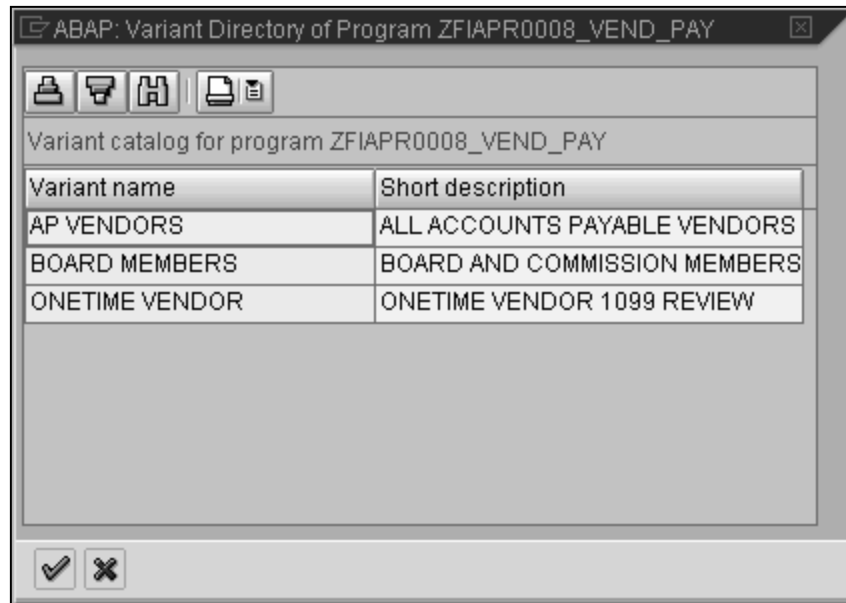 ABAP: Variant Directory of Program ZFIAPR0008_VEND_PAY
Variant catalog for program ZFIAPR0008_VEND_PAY
Variant name Short description
AP VENDORS ALL ACCOUNTS PAYABLE VENDORS
BOARD MEMBERS BOARD AND COMMISSION MEMBERS
ONETIME VENDOR ONETIME VENDOR 1099 REVIEW